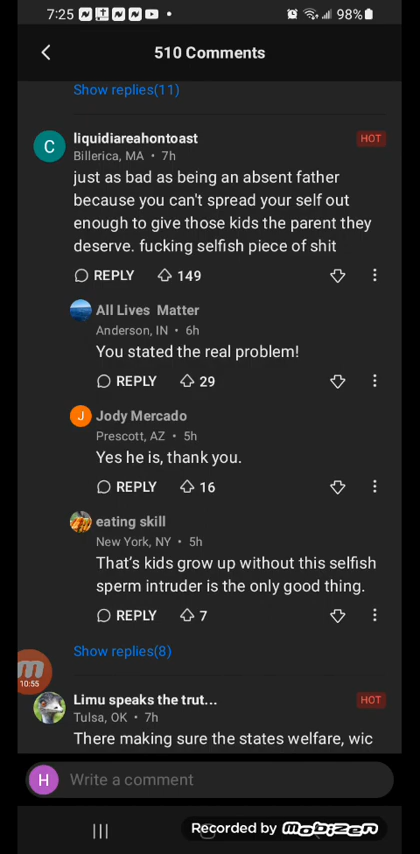 7:25
98%
510 Comments
Show replies(11)
C
liquidiareahontoast
HOT
Billerica, MA • 7h
just as bad as being an absent father
because you can't spread your self out
enough to give those kids the parent they
deserve. fucking selfish piece of shit
REPLY 149
All Lives Matter
Anderson, IN • 6h
You stated the real problem!
REPLY 29
J
Jody Mercado
Prescott, AZ • 5h
Yes he is, thank you.
REPLY 16
eating skill
New York, NY • 5h
That's kids grow up without this selfish
sperm intruder is the only good thing.
REPLY 7
Show replies(8)
m
10:55
Limu speaks the trut...
HOT
Tulsa, OK • 7h
There making sure the states welfare, wic
H
Write a comment
Recorded by mobizen